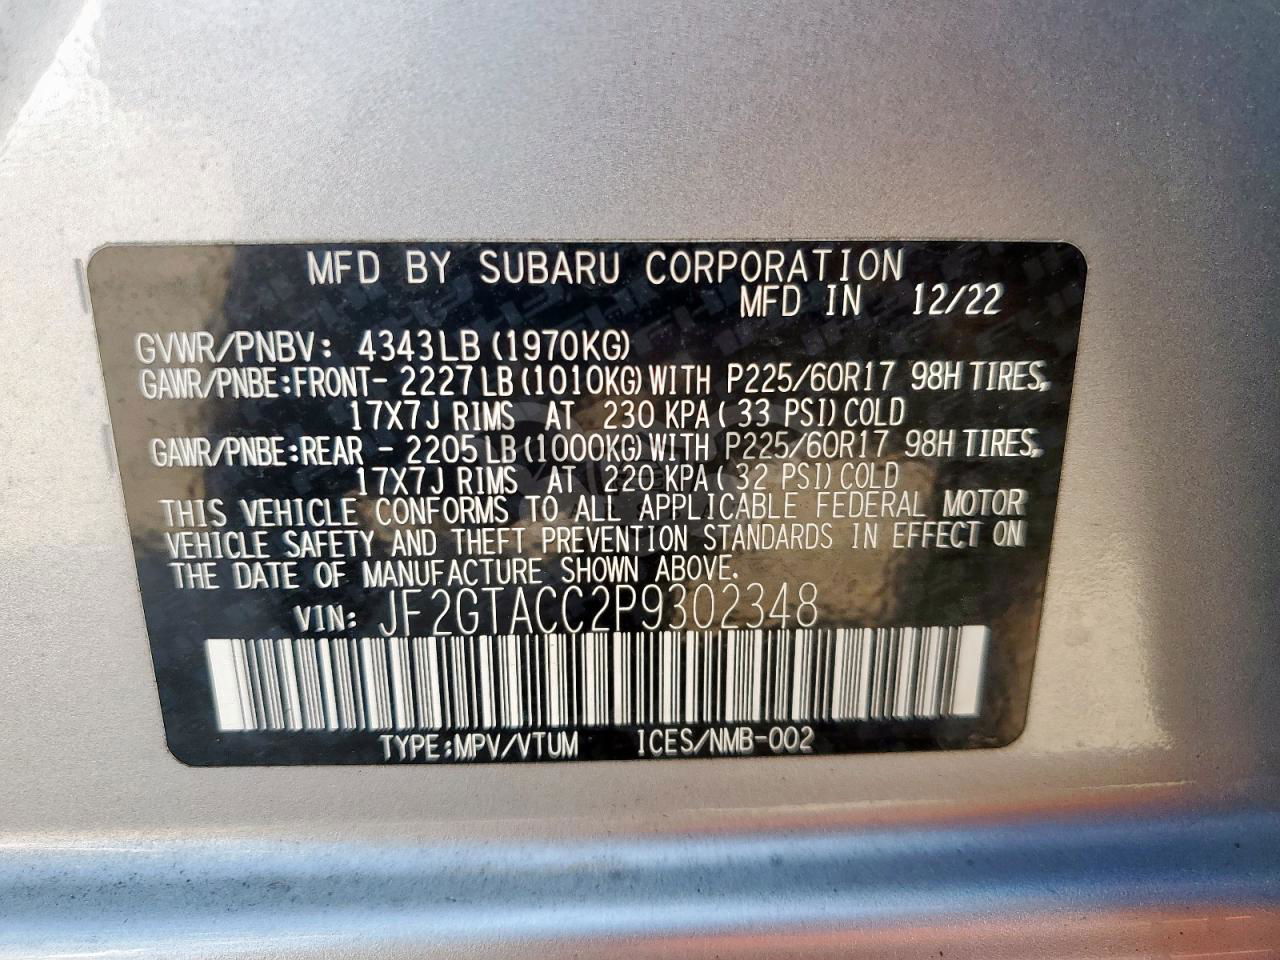 MFD BY SUBARU CORPORATION
MFD IN 12/22
GVWR/PNBV: 4343LB (1970KG)
GAWR/PNBE:FRONT- 2227LB(1010KG)WITH P225/60R17 98H TIRES,
17X7J RIMS AT 230 KPA( 33 PSI)COLD
GAWR/PNBE:REAR - 2205LB(1000KG)WITH P225/60R17 98H TIRES,
17X7J RIMS AT 220 KPA( 32 PSI)COLD
THIS VEHICLE CONFORMS TO ALL APPLICABLE FEDERAL MOTOR
VEHICLE SAFETY AND THEFT PREVENTION STANDARDS IN EFFECT ON
THE DATE OF MANUFACTURE SHOWN ABOVE.
VIN: JF2GTACC2P9302348
TYPE:MPV/VTUM ICES/NMB-002